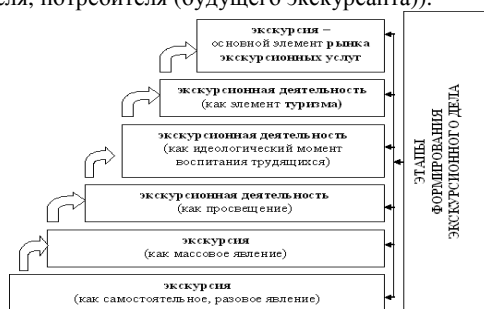 теля, потребителя (будущего экскурсанта)).
экскурсия –
основной элемент рынка
экскурсионных услуг
экскурсионная деятельность
(как элемент туризма)
экскурсионная деятельность
(как идеологический момент
воспитания трудящихся)
экскурсионная деятельность
(как просвещение)
экскурсия
(как массовое явление)
экскурсия
(как самостоятельное, разовое явление)
ЭТАПЫ
ФОРМИРОВАНИЯ
ЭКСКУРСИОННОГО ДЕЛА